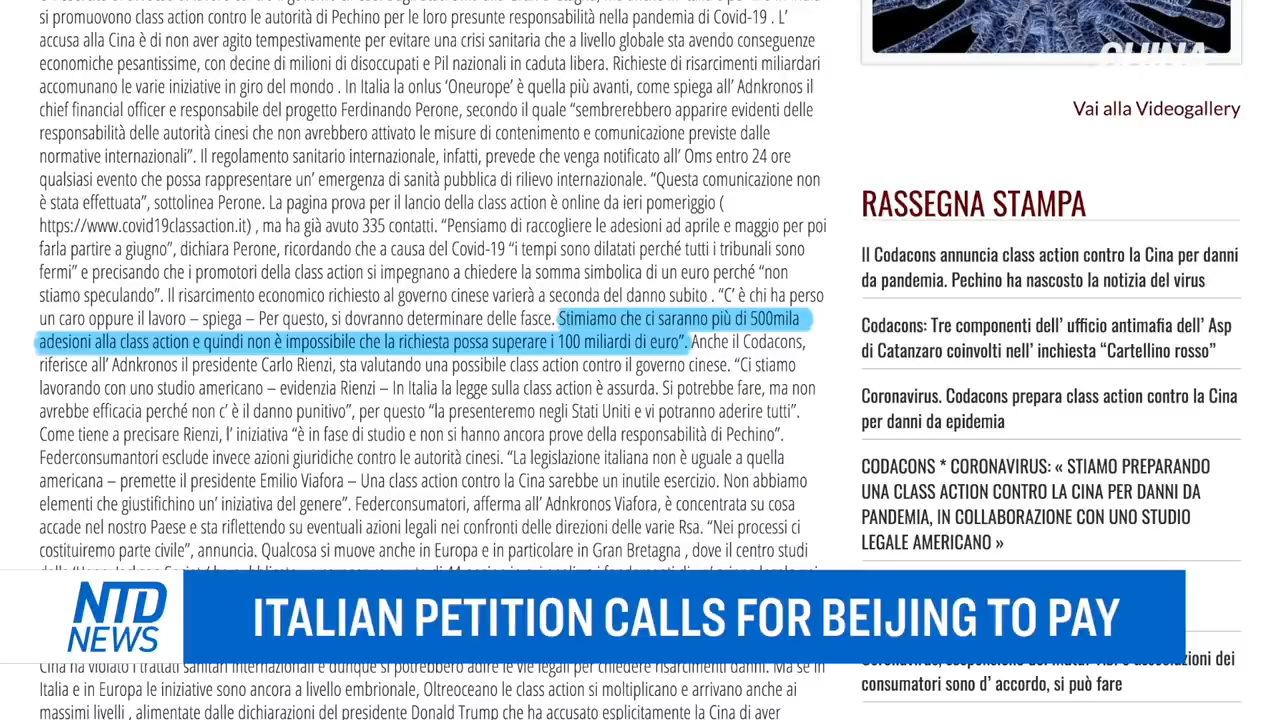 si promuovono class action contro le autorità di Pechino per le loro presunte responsabilità nella pandemia di Covid-19 . L'
accusa alla Cina è di non aver agito tempestivamente per evitare una crisi sanitaria che a livello globale sta avendo conseguenze
economiche pesantissime, con decine di milioni di disoccupati e Pil nazionali in caduta libera. Richieste di risarcimenti miliardari
accomunano le varie iniziative in giro del mondo . In Italia la onlus 'Oneurope' è quella più avanti, come spiega all' Adnkronos il
chief financial officer e responsabile del progetto Ferdinando Perone, secondo il quale “sembrerebbero apparire evidenti delle
responsabilità delle autorità cinesi che non avrebbero attivato le misure di contenimento e comunicazione previste dalle
normative internazionali”. Il regolamento sanitario internazionale, infatti, prevede che venga notificato all' Oms entro 24 ore
qualsiasi evento che possa rappresentare un' emergenza di sanità pubblica di rilievo internazionale. “Questa comunicazione non
è stata effettuata”, sottolinea Perone. La pagina prova per il lancio della class action è online da ieri pomeriggio (
https://www.covid19classaction.it) , ma ha già avuto 335 contatti. “Pensiamo di raccogliere le adesioni ad aprile e maggio per poi
farla partire a giugno”, dichiara Perone, ricordando che a causa del Covid-19 “i tempi sono dilatati perché tutti i tribunali sono
fermi” e precisando che i promotori della class action si impegnano a chiedere la somma simbolica di un euro perché “non
stiamo speculando”. Il risarcimento economico richiesto al governo cinese varierà a seconda del danno subito . “C' è chi ha perso
un caro oppure il lavoro – spiega – Per questo, si dovranno determinare delle fasce. Stimiamo che ci saranno più di 500mila
adesioni alla class action e quindi non è impossibile che la richiesta possa superare i 100 miliardi di euro”. Anche il Codacons,
riferisce all' Adnkronos il presidente Carlo Rienzi, sta valutando una possibile class action contro il governo cinese. “Ci stiamo
lavorando con uno studio americano – evidenzia Rienzi – In Italia la legge sulla class action è assurda. Si potrebbe fare, ma non
avrebbe efficacia perché non c' è il danno punitivo”, per questo “la presenteremo negli Stati Uniti e vi potranno aderire tutti”.
Come tiene a precisare Rienzi, l' iniziativa “è in fase di studio e non si hanno ancora prove della responsabilità di Pechino”.
Federconsumatori esclude invece azioni giuridiche contro le autorità cinesi. “La legislazione italiana non è uguale a quella
americana – premette il presidente Emilio Viafora – Una class action contro la Cina sarebbe un inutile esercizio. Non abbiamo
elementi che giustifichino un' iniziativa del genere”. Federconsumatori, afferma all' Adnkronos Viafora, è concentrata su cosa
accade nel nostro Paese e sta riflettendo su eventuali azioni legali nei confronti delle direzioni delle varie Rsa. “Nei processi ci
costituiremo parte civile”, annuncia. Qualcosa si muove anche in Europa e in particolare in Gran Bretagna , dove il centro studi
Cina ha violato i trattati sanitari internazionali e dunque si potrebbero adire le vie legali per chiedere risarcimenti danni. Ma se in
Italia e in Europa le iniziative sono ancora a livello embrionale, Oltreoceano le class action si moltiplicano e arrivano anche ai
massimi livelli , alimentate dalle dichiarazioni del presidente Donald Trump che ha accusato esplicitamente la Cina di aver
CHINA
Vai alla Videogallery
RASSEGNA STAMPA
Il Codacons annuncia class action contro la Cina per danni
da pandemia. Pechino ha nascosto la notizia del virus
Codacons: Tre componenti dell' ufficio antimafia dell' Asp
di Catanzaro coinvolti nell' inchiesta “Cartellino rosso”
Coronavirus. Codacons prepara class action contro la Cina
per danni da epidemia
CODACONS * CORONAVIRUS: « STIAMO PREPARANDO
UNA CLASS ACTION CONTRO LA CINA PER DANNI DA
PANDEMIA, IN COLLABORAZIONE CON UNO STUDIO
LEGALE AMERICANO »
consumatori sono d' accordo, si può fare
NTD
NEWS
ITALIAN PETITION CALLS FOR BEIJING TO PAY